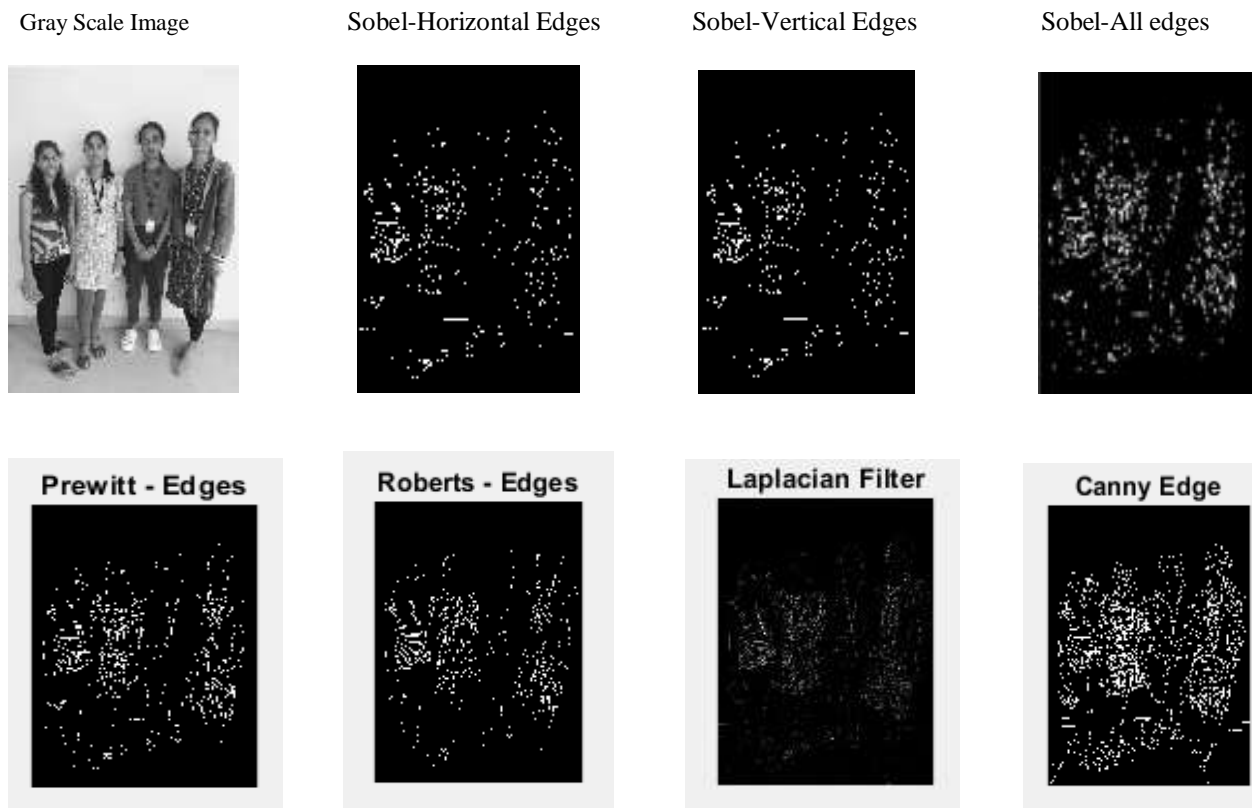 Gray Scale Image
Sobel-Horizontal Edges
Sobel-Vertical Edges
Sobel-All edges
Prewitt - Edges
Roberts - Edges
Laplacian Filter
Canny Edge